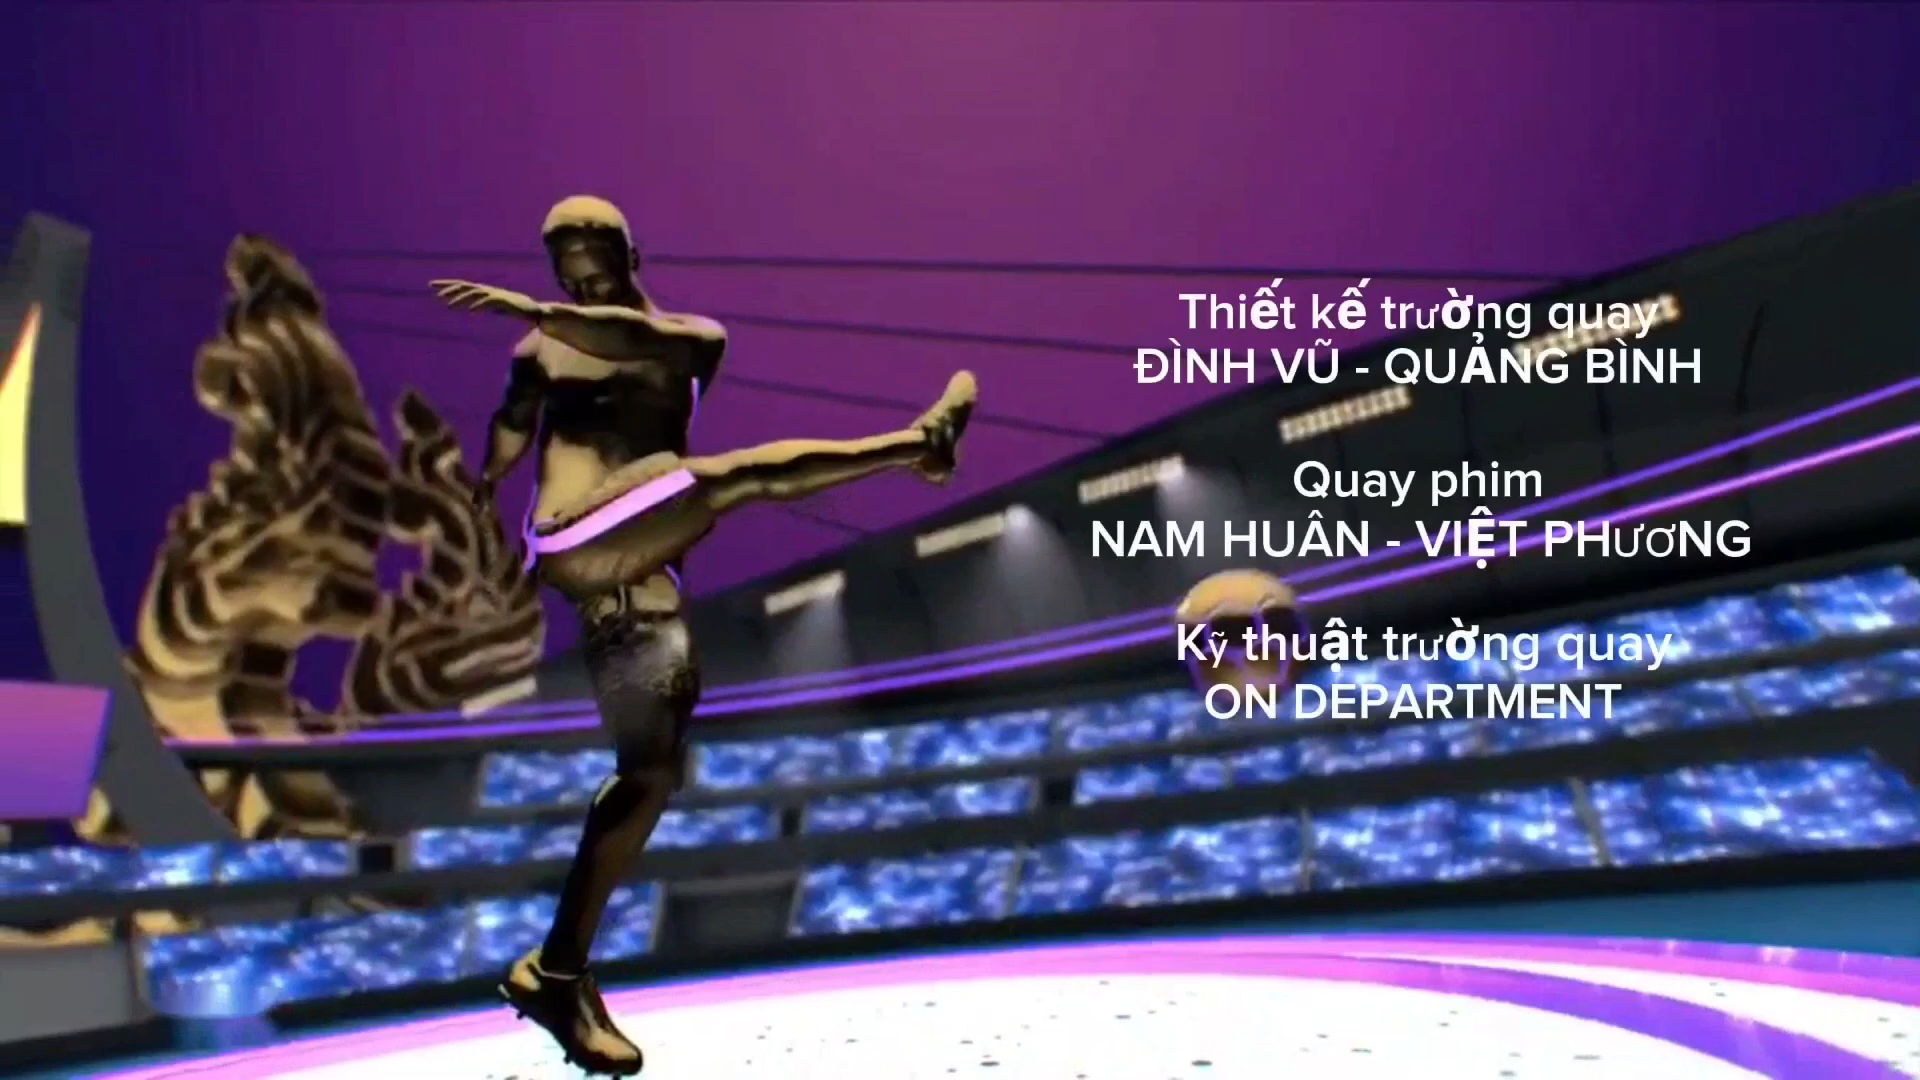 Thiết kế trường quay
ĐÌNH VŨ - QUẢNG BÌNH
Quay phim
NAM HUÂN - VIỆT PHươNG
Kỹ thuật trường quay
ON DEPARTMENT